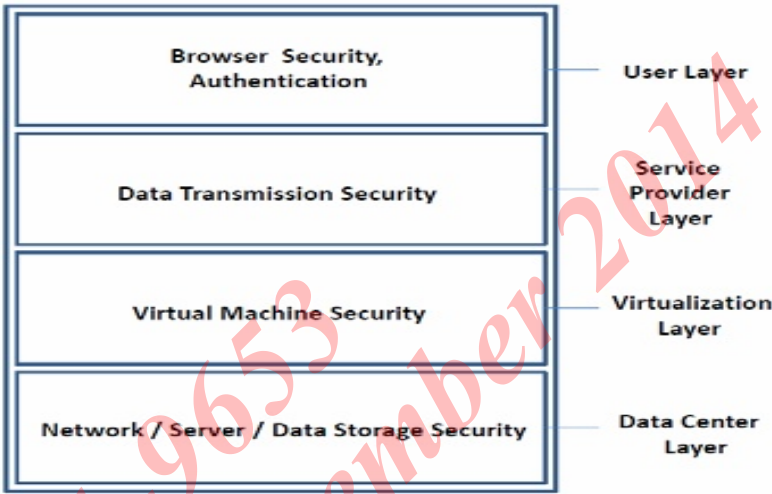 Browser Security,
Authentication
User Layer
Data Transmission Security
Service
Provider
Layer
Virtual Machine Security
Virtualization
Layer
Network / Server / Data Storage Security
Data Center
Layer
9653
2014